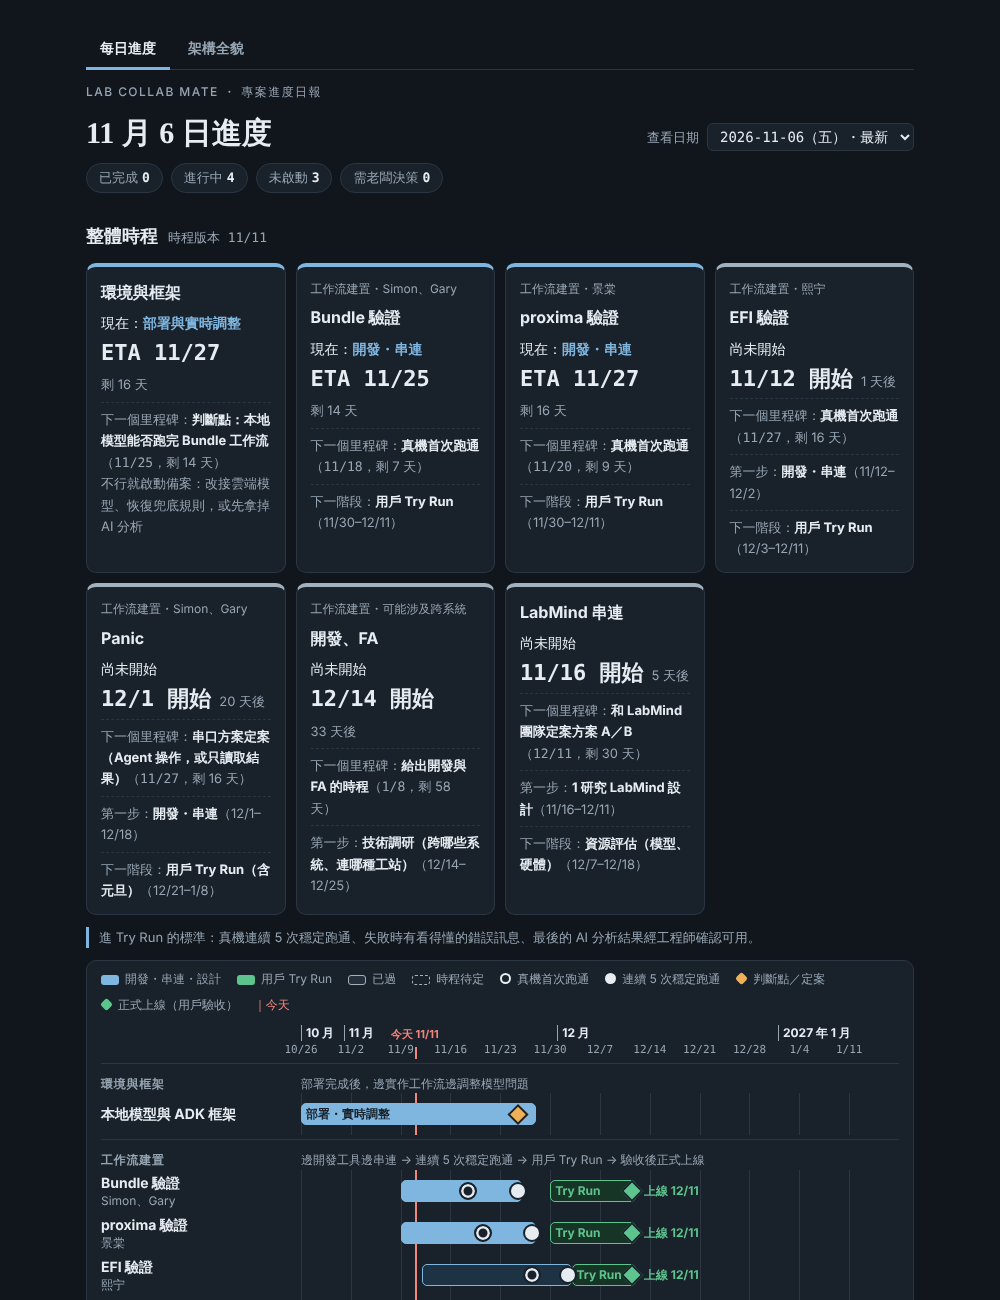 每日進度 架構全貌
LAB COLLAB MATE · 專案進度日報
11 月 6 日進度
查看日期 2026-11-06（五）· 最新
已完成 0 進行中 4 未啟動 3 需老闆決策 0
整體時程 時程版本 11/11
環境與框架
現在：部署與實時調整
ETA 11/27
剩 16 天
下一個里程碑：判斷點：本地
模型能否跑完 Bundle 工作流
（11/25，剩 14 天）
不行就啟動備案：改接雲端模
型、恢復兜底規則，或先拿掉
AI 分析
工作流建置・Simon、Gary
Bundle 驗證
現在：開發・串連
ETA 11/25
剩 14 天
下一個里程碑：真機首次跑通
（11/18，剩 7 天）
下一階段：用戶 Try Run
（11/30–12/11）
工作流建置・景棠
proxima 驗證
現在：開發・串連
ETA 11/27
剩 16 天
下一個里程碑：真機首次跑通
（11/20，剩 9 天）
下一階段：用戶 Try Run
（11/30–12/11）
工作流建置・熙宁
EFI 驗證
尚未開始
11/12 開始 1 天後
下一個里程碑：真機首次跑通
（11/27，剩 16 天）
第一步：開發・串連（11/12–
12/2）
下一階段：用戶 Try Run
（12/3–12/11）
工作流建置・Simon、Gary
Panic
尚未開始
12/1 開始 20 天後
下一個里程碑：串口方案定案
（Agent 操作，或只讀取結
果）（11/27，剩 16 天）
第一步：開發・串連（12/1–
12/18）
下一階段：用戶 Try Run（含
元旦）（12/21–1/8）
工作流建置・可能涉及跨系統
開發、FA
尚未開始
12/14 開始
33 天後
下一個里程碑：給出開發與
FA 的時程（1/8，剩 58
天）
第一步：技術調研（跨哪些系
統、連哪種工站）（12/14–
12/25）
LabMind 串連
尚未開始
11/16 開始 5 天後
下一個里程碑：和 LabMind
團隊定案方案 A／B
（12/11，剩 30 天）
第一步：1 研究 LabMind 設
計（11/16–12/11）
下一階段：資源評估（模型、
硬體）（12/7–12/18）
進 Try Run 的標準：真機連續 5 次穩定跑通、失敗時有看得懂的錯誤訊息、最後的 AI 分析結果經工程師確認可用。
開發・串連・設計 用戶 Try Run 已過 時程待定 真機首次跑通 連續 5 次穩定跑通 判斷點／定案
正式上線（用戶驗收） ｜今天
10 月 11 月 今天 11/11 12 月 2027 年 1 月
10/26 11/2 11/9 11/16 11/23 11/30 12/7 12/14 12/21 12/28 1/4 1/11
環境與框架 部署完成後，邊實作工作流邊調整模型問題
本地模型與 ADK 框架 部署・實時調整
工作流建置 邊開發工具邊串連 → 連續 5 次穩定跑通 → 用戶 Try Run → 驗收後正式上線
Bundle 驗證 Try Run 上線 12/11
Simon、Gary
proxima 驗證 Try Run 上線 12/11
景棠
EFI 驗證 Try Run 上線 12/11
熙宁